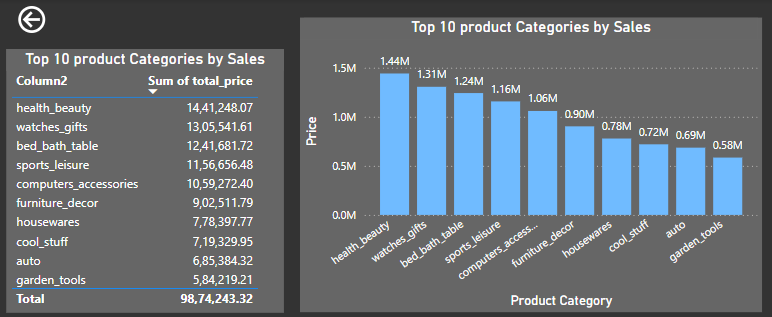 Top 10 product Categories by Sales
Column2 Sum of total_price
health_beauty 14,41,248.07
watches_gifts 13,05,541.61
bed_bath_table 12,41,681.72
sports_leisure 11,56,656.48
computers_accessories 10,59,272.40
furniture_decor 9,02,511.79
housewares 7,78,397.77
cool_stuff 7,19,329.95
auto 6,85,384.32
garden_tools 5,84,219.21
Total 98,74,243.32
Top 10 product Categories by Sales
1.44M 1.31M 1.24M 1.16M 1.06M 0.90M 0.78M 0.72M 0.69M 0.58M
Price
1.5M
1.0M
0.5M
0.0M
health_beauty watches_gifts bed_bath_table sports_leisure computers_access... furniture_decor housewares cool_stuff auto garden_tools
Product Category